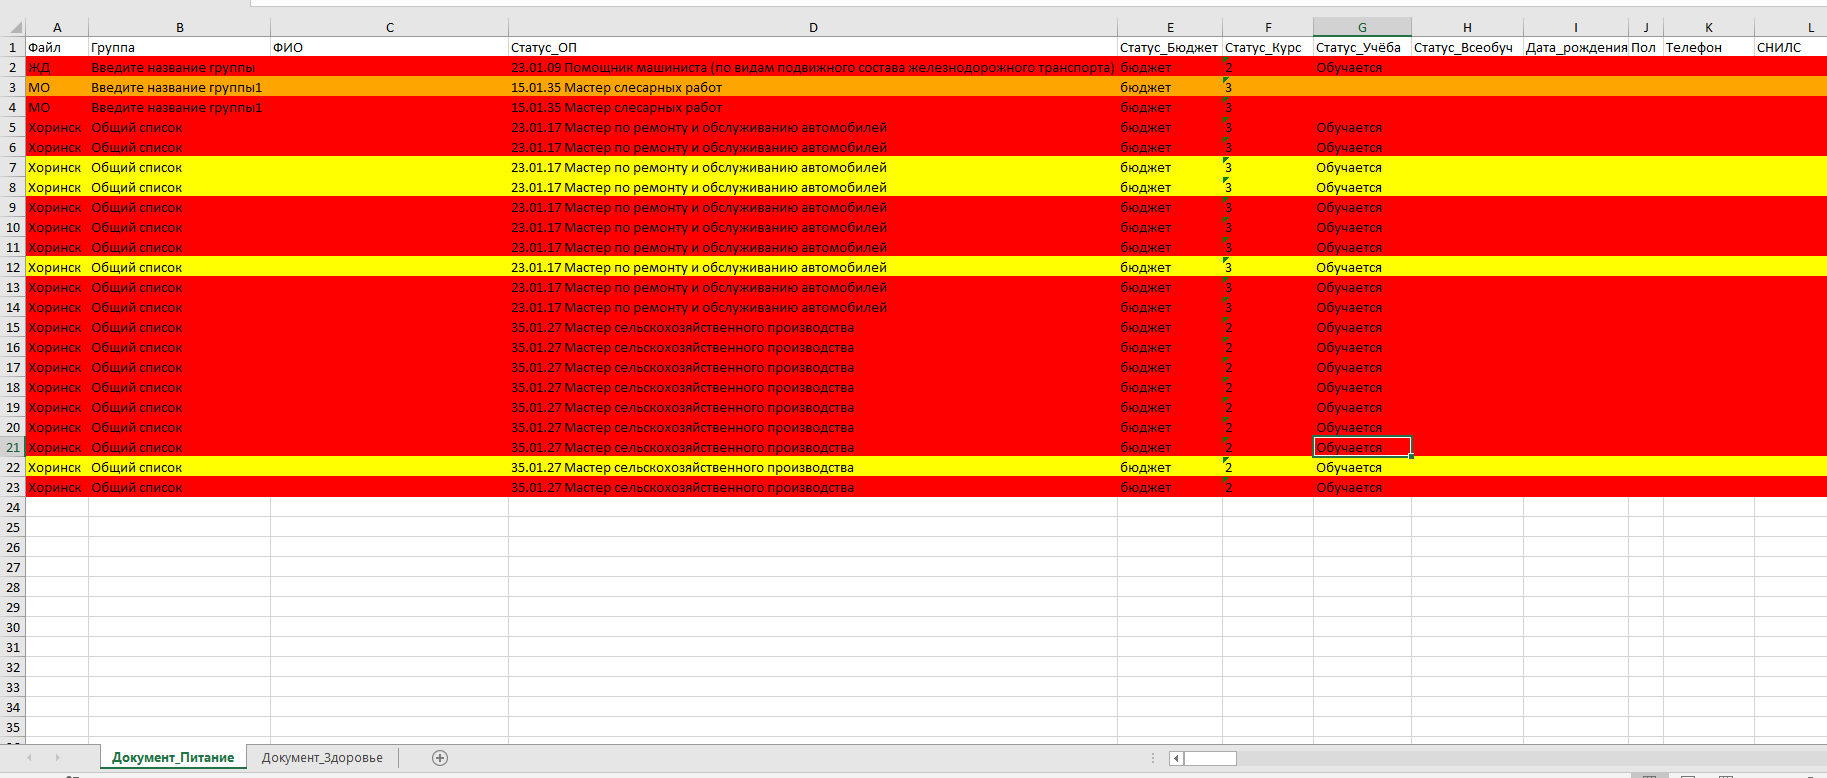 A B C D E F G H I J K L
1 Файл Группа ФИО Статус_ОП Статус_Бюджет Статус_Курс Статус_Учёба Статус_Всеобуч Дата_рождения Пол Телефон СНИЛС
2 ЖД Введите название группы 23.01.09 Помощник машиниста (по видам подвижного состава железнодорожного транспорта) бюджет 2 Обучается
3 МО Введите название группы1 15.01.35 Мастер слесарных работ бюджет 3
4 МО Введите название группы1 15.01.35 Мастер слесарных работ бюджет 3
5 Хоринск Общий список 23.01.17 Мастер по ремонту и обслуживанию автомобилей бюджет 3 Обучается
6 Хоринск Общий список 23.01.17 Мастер по ремонту и обслуживанию автомобилей бюджет 3 Обучается
7 Хоринск Общий список 23.01.17 Мастер по ремонту и обслуживанию автомобилей бюджет 3 Обучается
8 Хоринск Общий список 23.01.17 Мастер по ремонту и обслуживанию автомобилей бюджет 3 Обучается
9 Хоринск Общий список 23.01.17 Мастер по ремонту и обслуживанию автомобилей бюджет 3 Обучается
10 Хоринск Общий список 23.01.17 Мастер по ремонту и обслуживанию автомобилей бюджет 3 Обучается
11 Хоринск Общий список 23.01.17 Мастер по ремонту и обслуживанию автомобилей бюджет 3 Обучается
12 Хоринск Общий список 23.01.17 Мастер по ремонту и обслуживанию автомобилей бюджет 3 Обучается
13 Хоринск Общий список 23.01.17 Мастер по ремонту и обслуживанию автомобилей бюджет 3 Обучается
14 Хоринск Общий список 23.01.17 Мастер по ремонту и обслуживанию автомобилей бюджет 3 Обучается
15 Хоринск Общий список 35.01.27 Мастер сельскохозяйственного производства бюджет 2 Обучается
16 Хоринск Общий список 35.01.27 Мастер сельскохозяйственного производства бюджет 2 Обучается
17 Хоринск Общий список 35.01.27 Мастер сельскохозяйственного производства бюджет 2 Обучается
18 Хоринск Общий список 35.01.27 Мастер сельскохозяйственного производства бюджет 2 Обучается
19 Хоринск Общий список 35.01.27 Мастер сельскохозяйственного производства бюджет 2 Обучается
20 Хоринск Общий список 35.01.27 Мастер сельскохозяйственного производства бюджет 2 Обучается
21 Хоринск Общий список 35.01.27 Мастер сельскохозяйственного производства бюджет 2 Обучается
22 Хоринск Общий список 35.01.27 Мастер сельскохозяйственного производства бюджет 2 Обучается
23 Хоринск Общий список 35.01.27 Мастер сельскохозяйственного производства бюджет 2 Обучается
24
25
26
27
28
29
30
31
32
33
34
35
Документ_Питание Документ_Здоровье